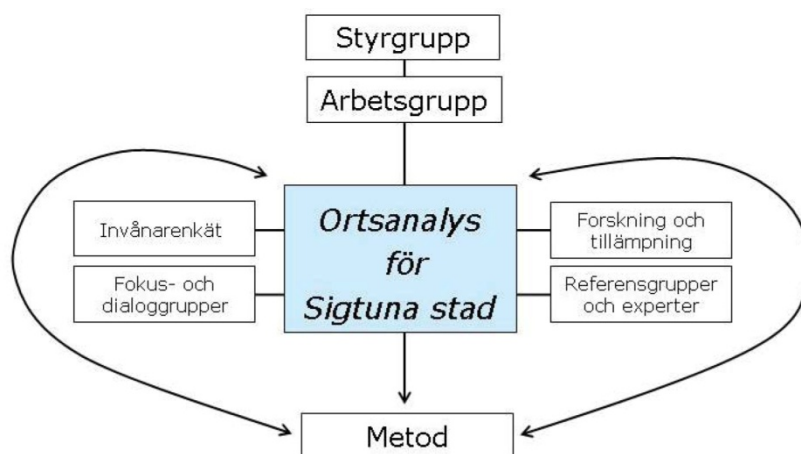 Styrgrupp
Arbetsgrupp
Ortsanalys
för
Sigtuna stad
Invånarenkät
Fokus- och
dialoggrupper
Forskning och
tillämpning
Referensgrupper
och experter
Metod